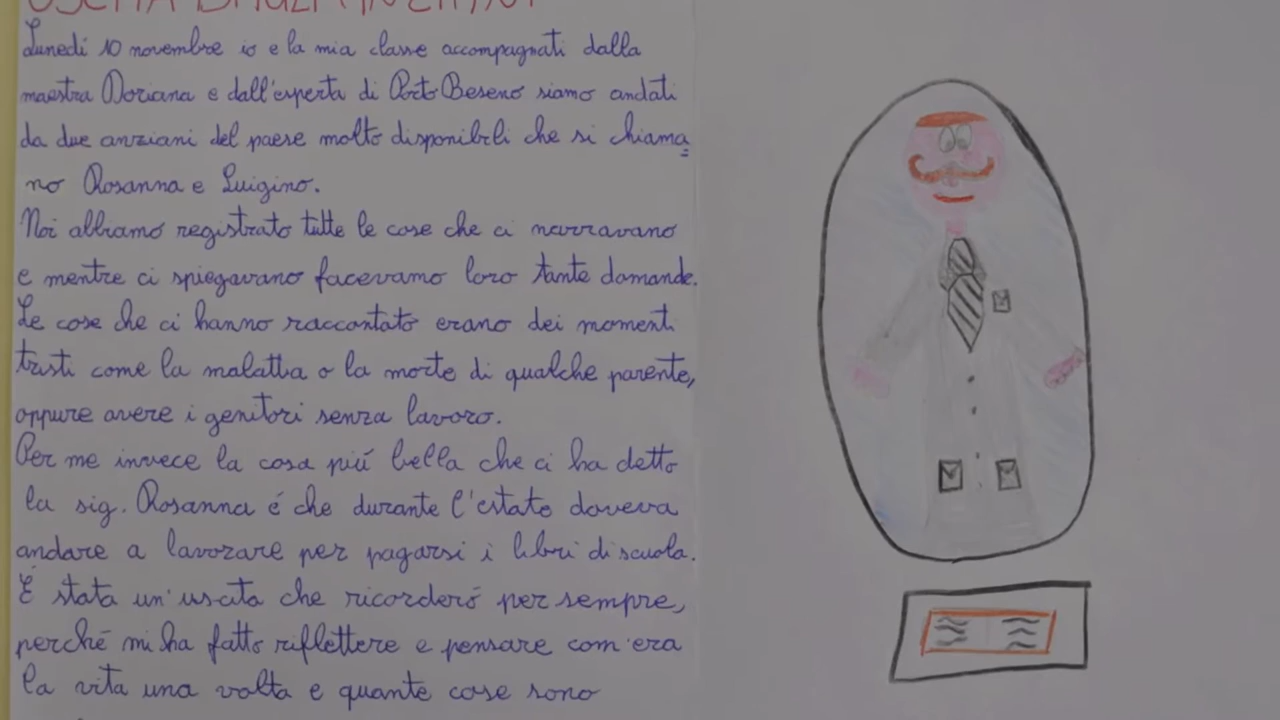 USCITA DAGLI ANZIANI
Lunedí 10 novembre io e la mia classe accompagnati dalla
maestra Doriana e dall'esperta di Porto Beseno siamo andati
da due anziani del paese molto disponibili che si chiama=
no Rosanna e Luigino.
Noi abbiamo registrato tutte le cose che ci narravano
e mentre ci spiegavano facevamo loro tante domande.
Le cose che ci hanno raccontato erano dei momenti
tristi come la malattia o la morte di qualche parente,
oppure avere i genitori senza lavoro.
Per me invece la cosa piú bella che ci ha detto
la sig. Rosanna é che durante l'estate doveva
andare a lavorare per pagarsi i libri di scuola.
É stata un'uscita che ricorderó per sempre,
perché mi ha fatto riflettere e pensare com'era
la vita una volta e quante cose sono